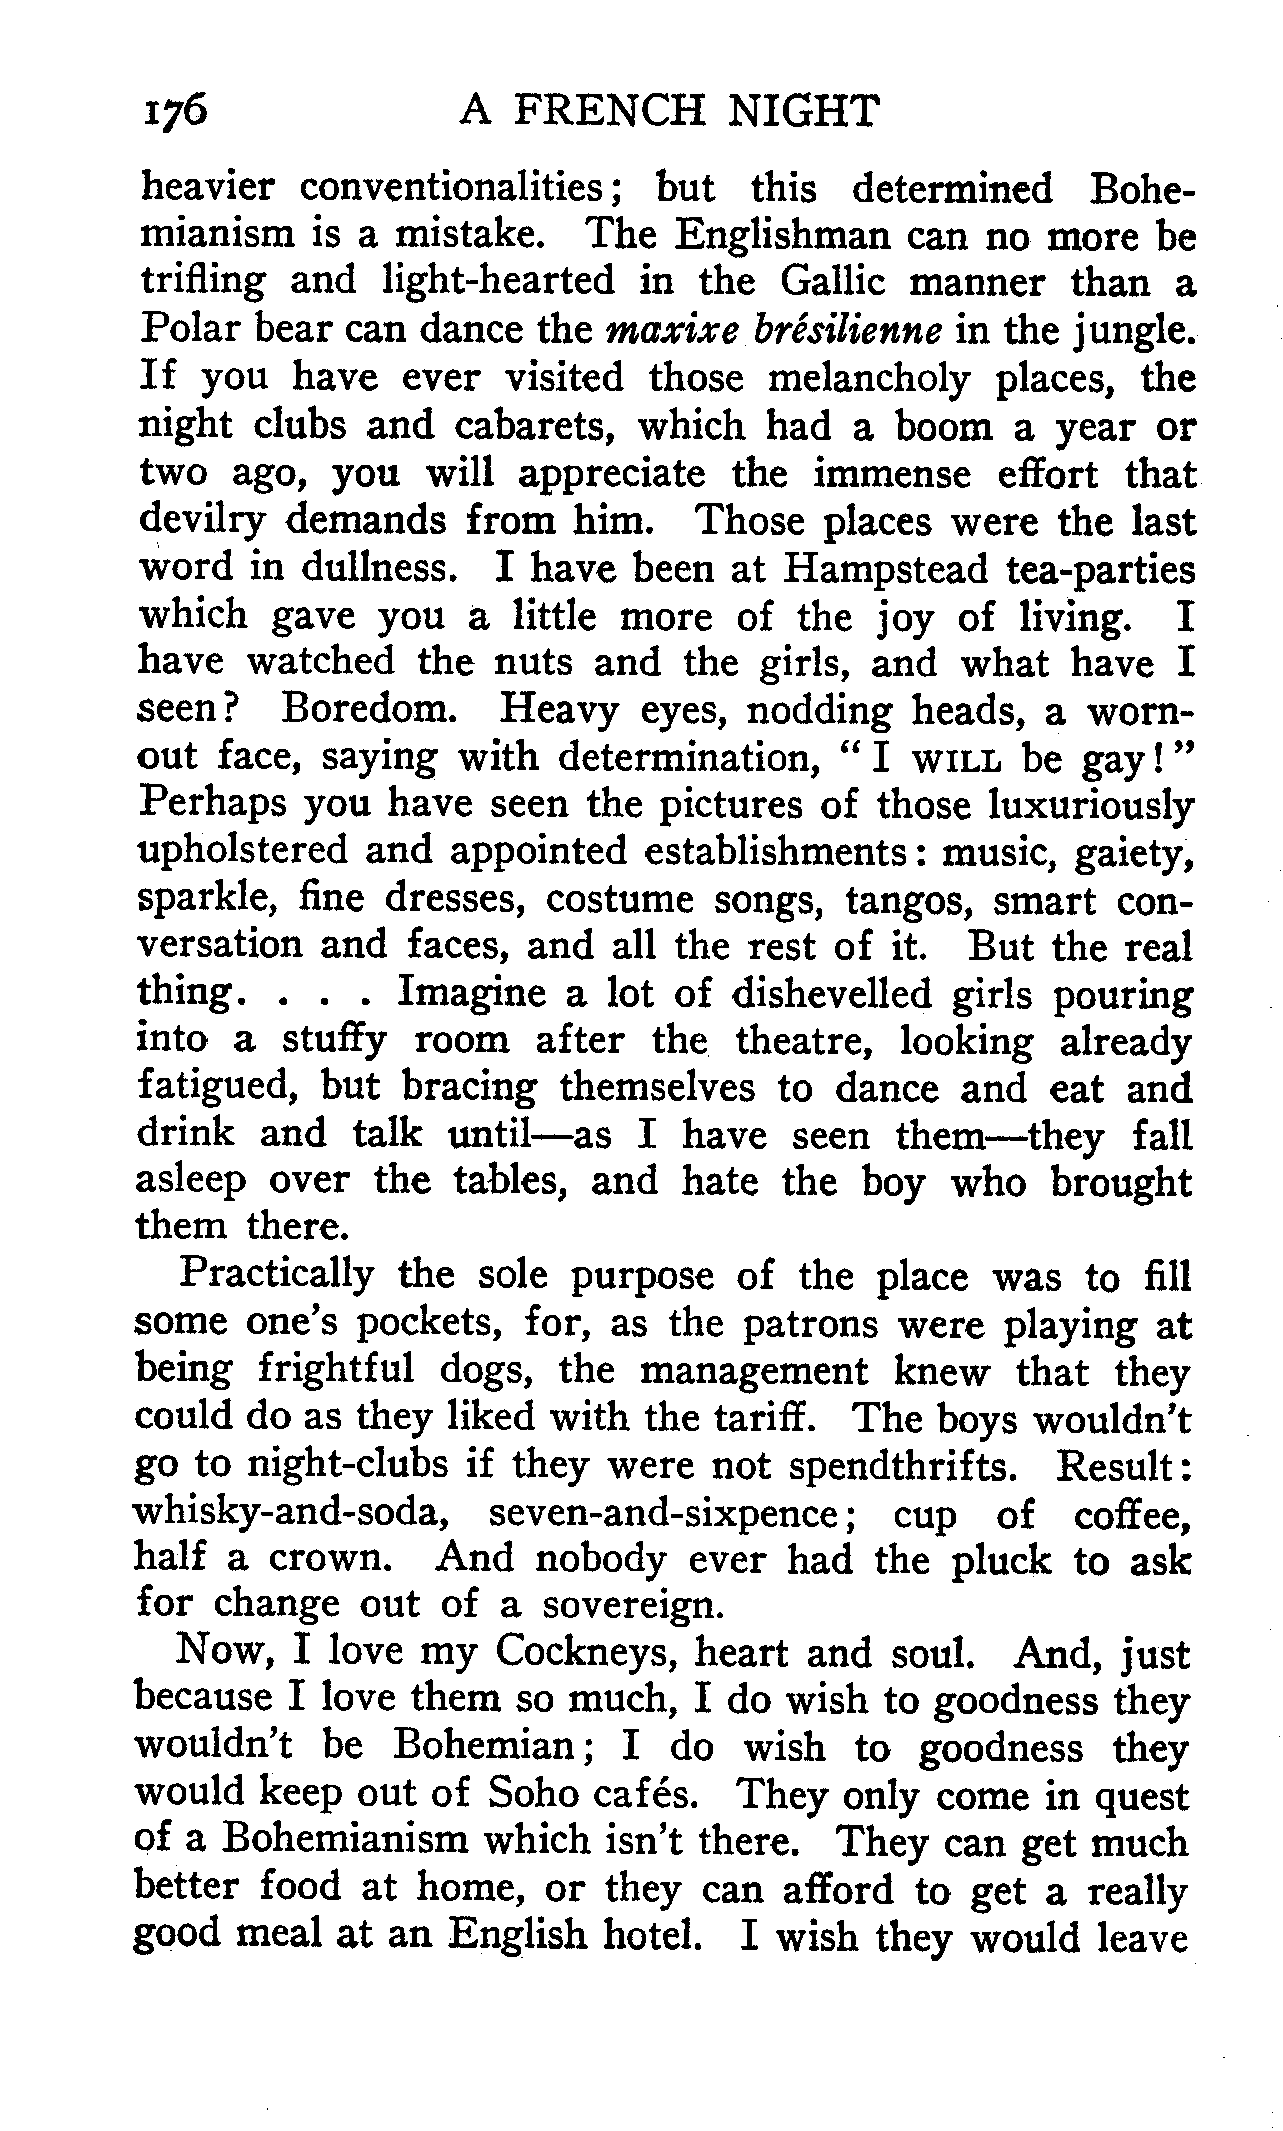 176 A FRENCH NIGHT
heavier conventionalities; but this determined Bohe-
mianism is a mistake. The Englishman can no more be
trifling and light-hearted in the Gallic manner than a
Polar bear can dance the maxixe brésilienne in the jungle.
If you have ever visited those melancholy places, the
night clubs and cabarets, which had a boom a year or
two ago, you will appreciate the immense effort that
devilry demands from him. Those places were the last
word in dullness. I have been at Hampstead tea-parties
which gave you a little more of the joy of living. I
have watched the nuts and the girls, and what have I
seen? Boredom. Heavy eyes, nodding heads, a worn-
out face, saying with determination, “ I WILL be gay! ”
Perhaps you have seen the pictures of those luxuriously
upholstered and appointed establishments: music, gaiety,
sparkle, fine dresses, costume songs, tangos, smart con-
versation and faces, and all the rest of it. But the real
thing. . . . Imagine a lot of dishevelled girls pouring
into a stuffy room after the theatre, looking already
fatigued, but bracing themselves to dance and eat and
drink and talk until—as I have seen them—they fall
asleep over the tables, and hate the boy who brought
them there.
Practically the sole purpose of the place was to fill
some one's pockets, for, as the patrons were playing at
being frightful dogs, the management knew that they
could do as they liked with the tariff. The boys wouldn't
go to night-clubs if they were not spendthrifts. Result:
whisky-and-soda, seven-and-sixpence; cup of coffee,
half a crown. And nobody ever had the pluck to ask
for change out of a sovereign.
Now, I love my Cockneys, heart and soul. And, just
because I love them so much, I do wish to goodness they
wouldn't be Bohemian; I do wish to goodness they
would keep out of Soho cafés. They only come in quest
of a Bohemianism which isn't there. They can get much
better food at home, or they can afford to get a really
good meal at an English hotel. I wish they would leave